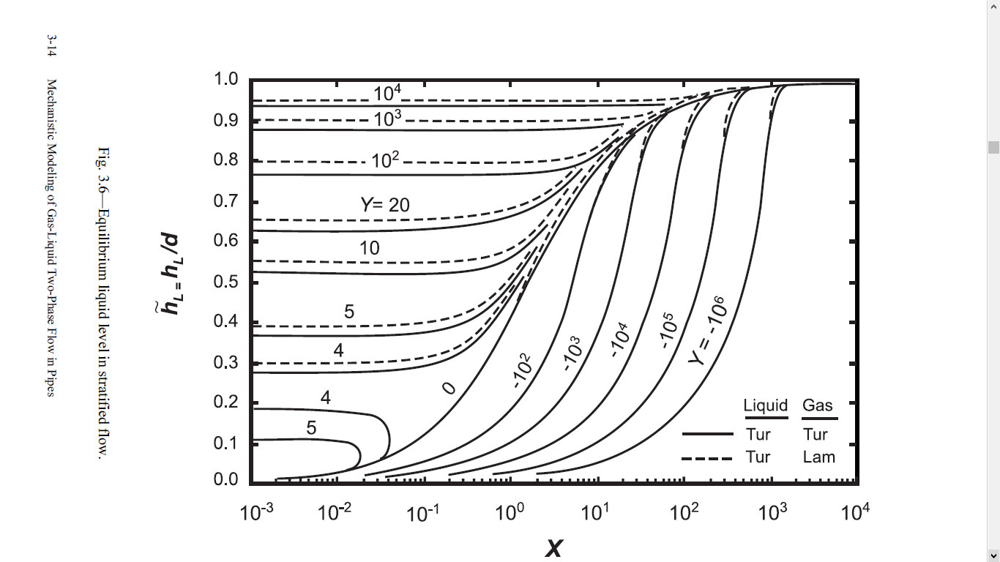 3-14 Mechanistic Modeling of Gas-Liquid Two-Phase Flow in Pipes
Fig. 3.6—Equilibrium liquid level in stratified flow.
h̃L = hL/d
1.0
0.9
0.8
0.7
0.6
0.5
0.4
0.3
0.2
0.1
0.0
10⁴
10³
10²
Y= 20
10
5
4
4
5
0
-10²
-10³
-10⁴
-10⁵
Y = -10⁶
Liquid Gas
Tur Tur
Tur Lam
10⁻³ 10⁻² 10⁻¹ 10⁰ 10¹ 10² 10³ 10⁴
X